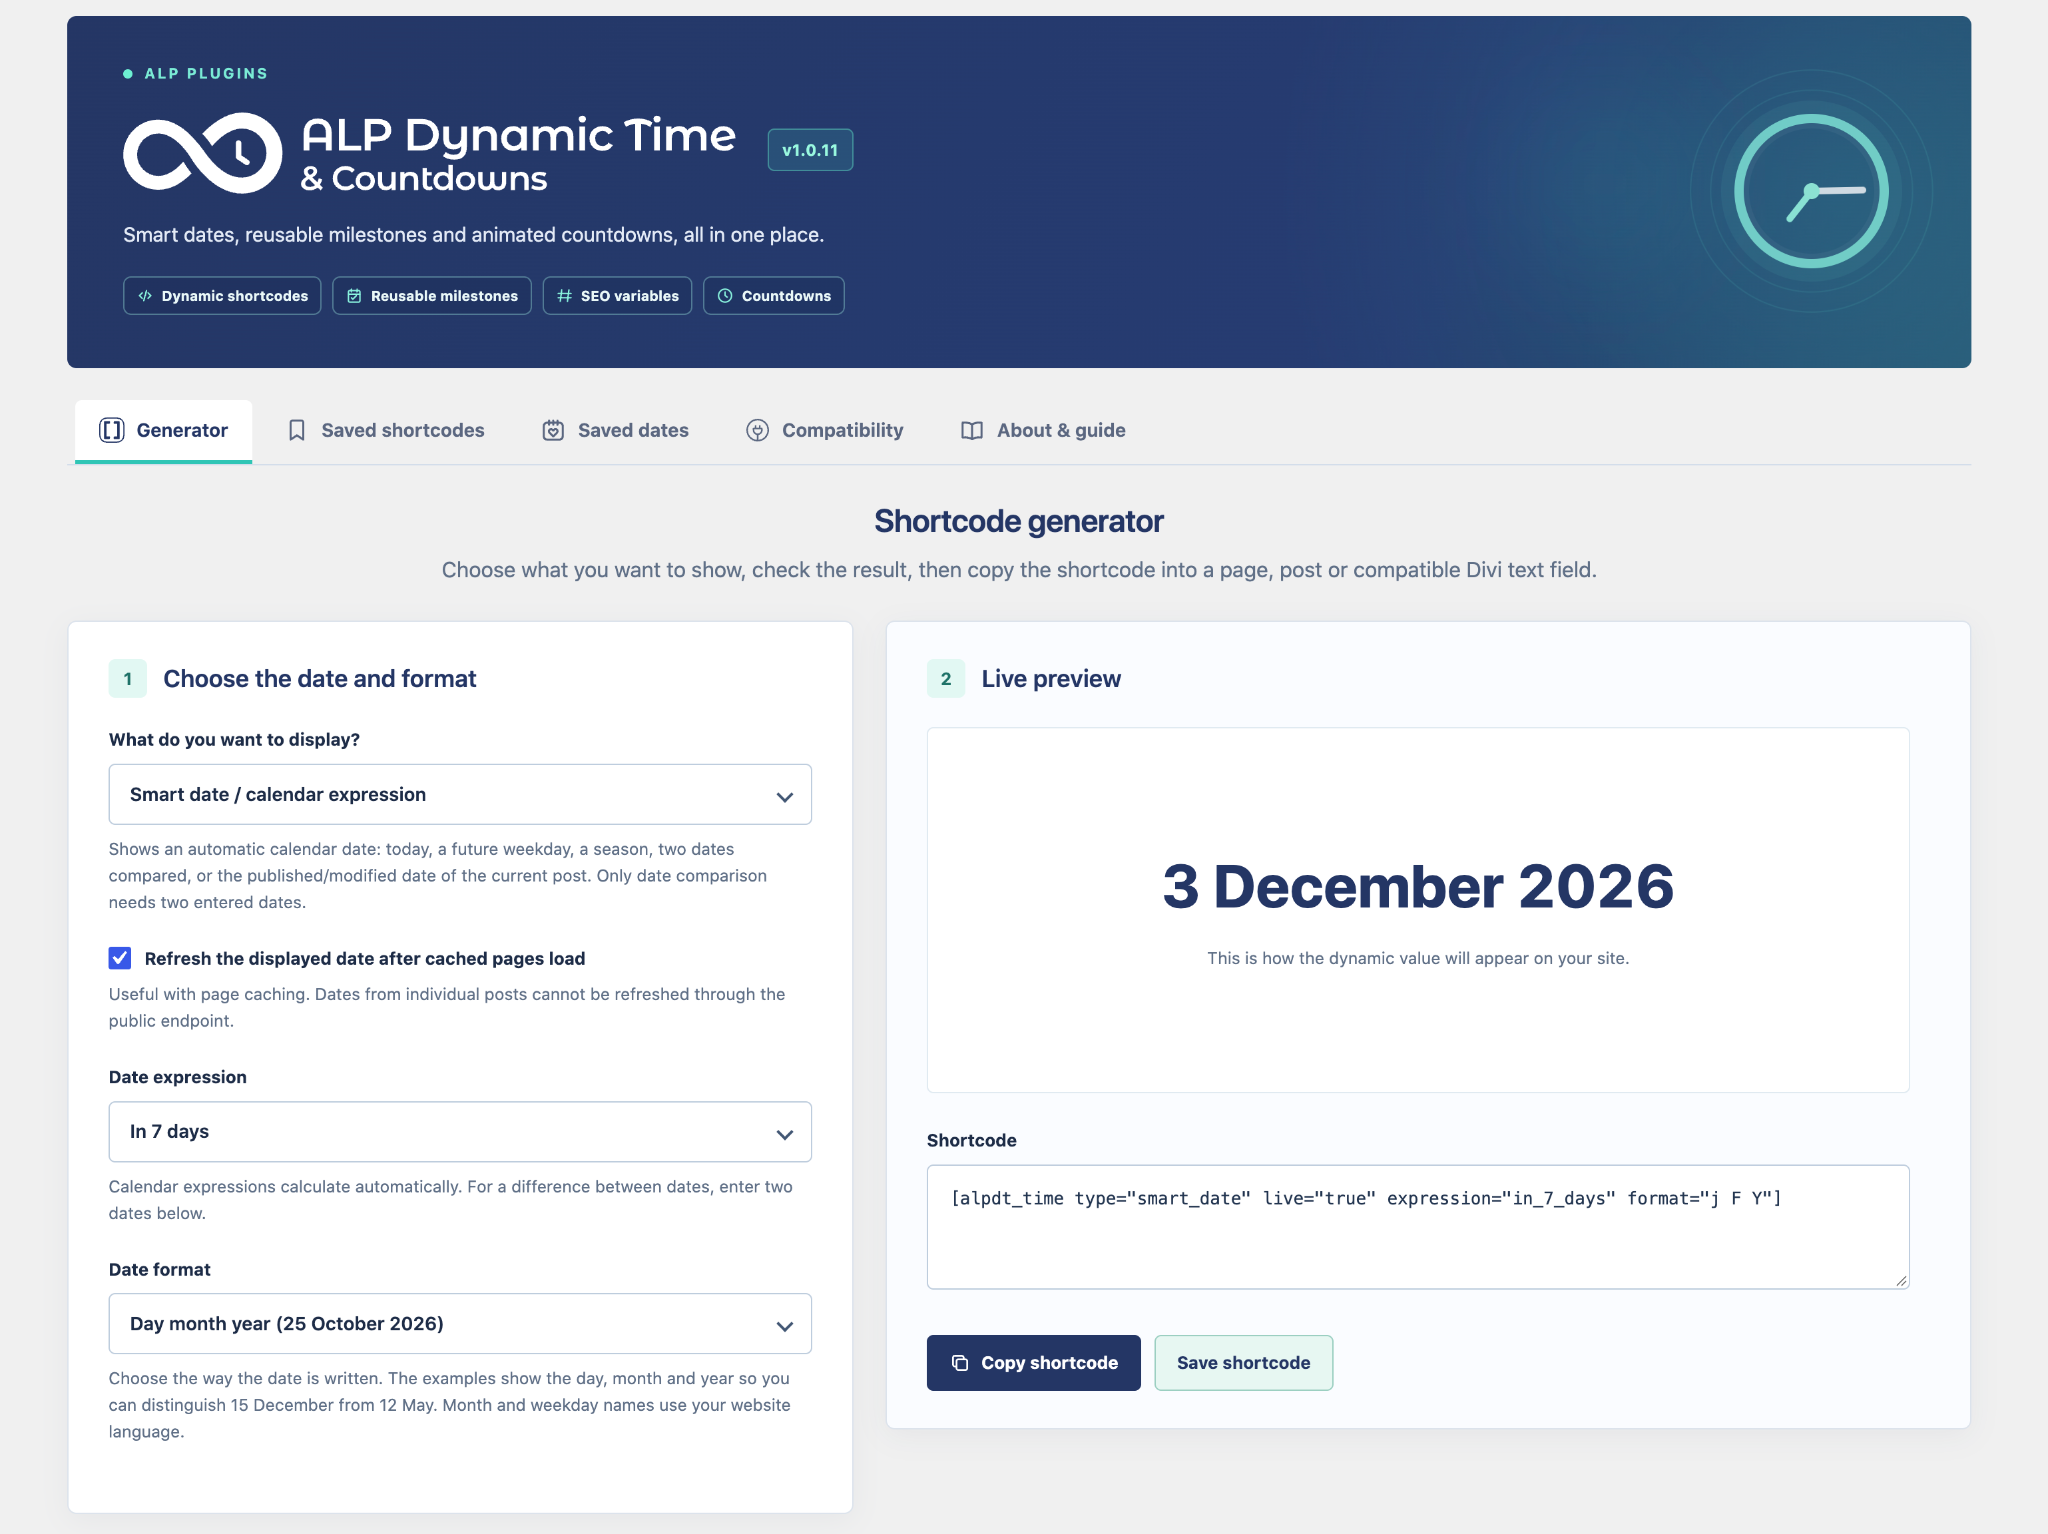 ALP PLUGINS
ALP Dynamic Time
& Countdowns
v1.0.11
Smart dates, reusable milestones and animated countdowns, all in one place.
Dynamic shortcodes
Reusable milestones
SEO variables
Countdowns
Generator
Saved shortcodes
Saved dates
Compatibility
About & guide
Shortcode generator
Choose what you want to show, check the result, then copy the shortcode into a page, post or compatible Divi text field.
1
Choose the date and format
What do you want to display?
Smart date / calendar expression
Shows an automatic calendar date: today, a future weekday, a season, two dates
compared, or the published/modified date of the current post. Only date comparison
needs two entered dates.
Refresh the displayed date after cached pages load
Useful with page caching. Dates from individual posts cannot be refreshed through the
public endpoint.
Date expression
In 7 days
Calendar expressions calculate automatically. For a difference between dates, enter two
dates below.
Date format
Day month year (25 October 2026)
Choose the way the date is written. The examples show the day, month and year so you
can distinguish 15 December from 12 May. Month and weekday names use your website
language.
2
Live preview
3 December 2026
This is how the dynamic value will appear on your site.
Shortcode
[alpdt_time type="smart_date" live="true" expression="in_7_days" format="j F Y"]
Copy shortcode
Save shortcode